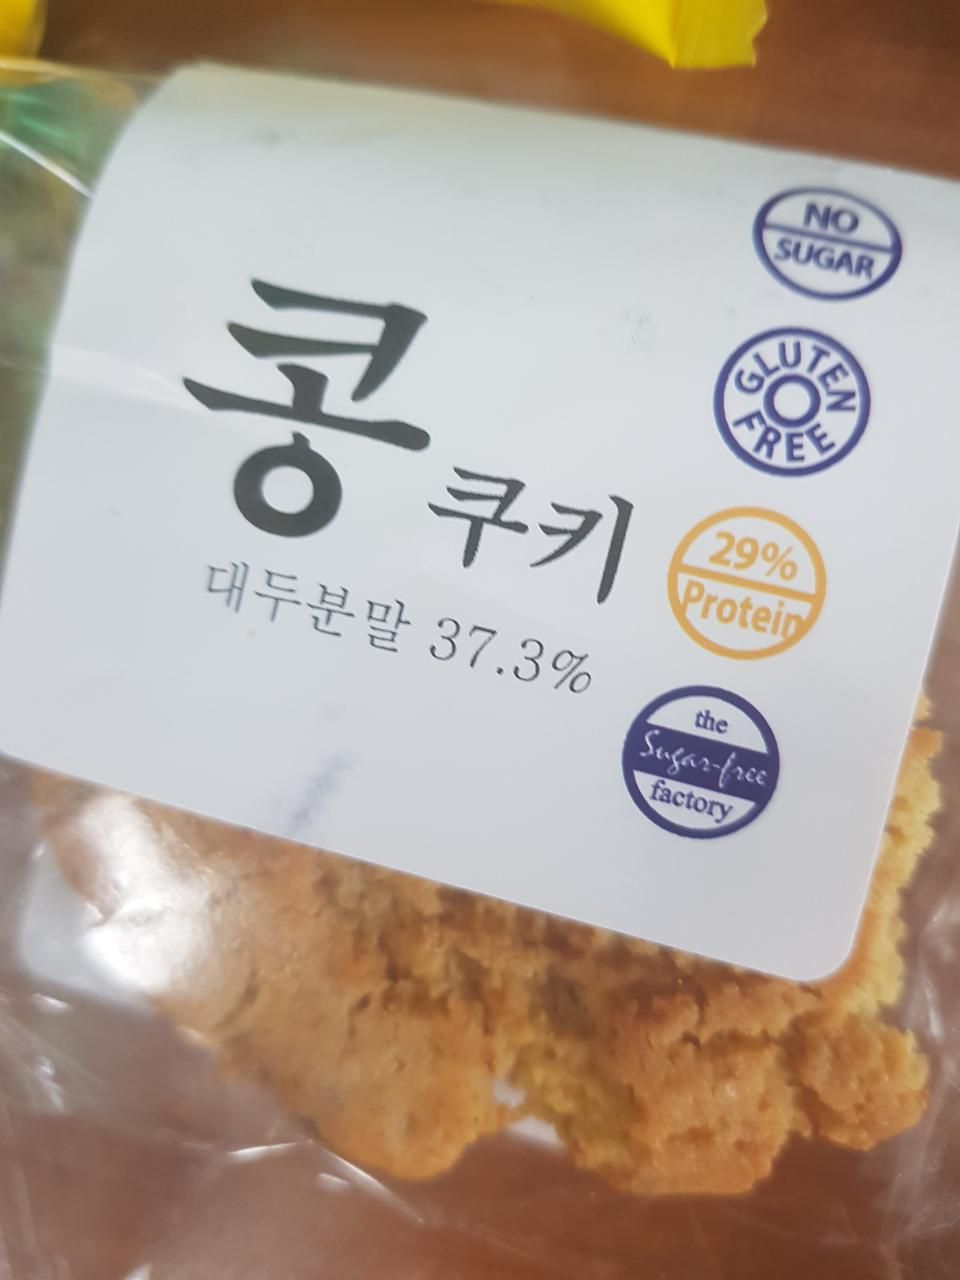 NO
SUGAR
GLUTEN
FREE
콩 쿠키
대두분말 37.3%
29%
Protein
the
Sugar-free
factory